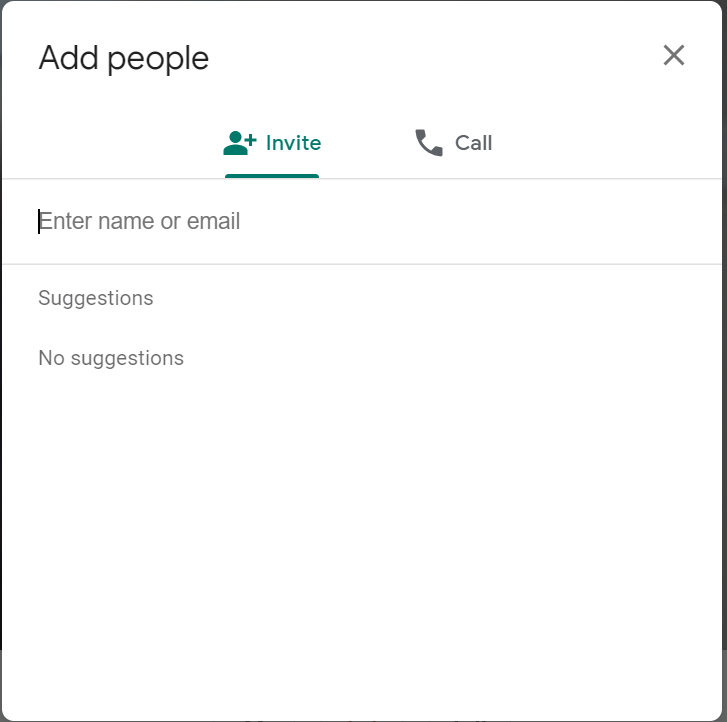 Add people
Invite
Call
Enter name or email
Suggestions
No suggestions